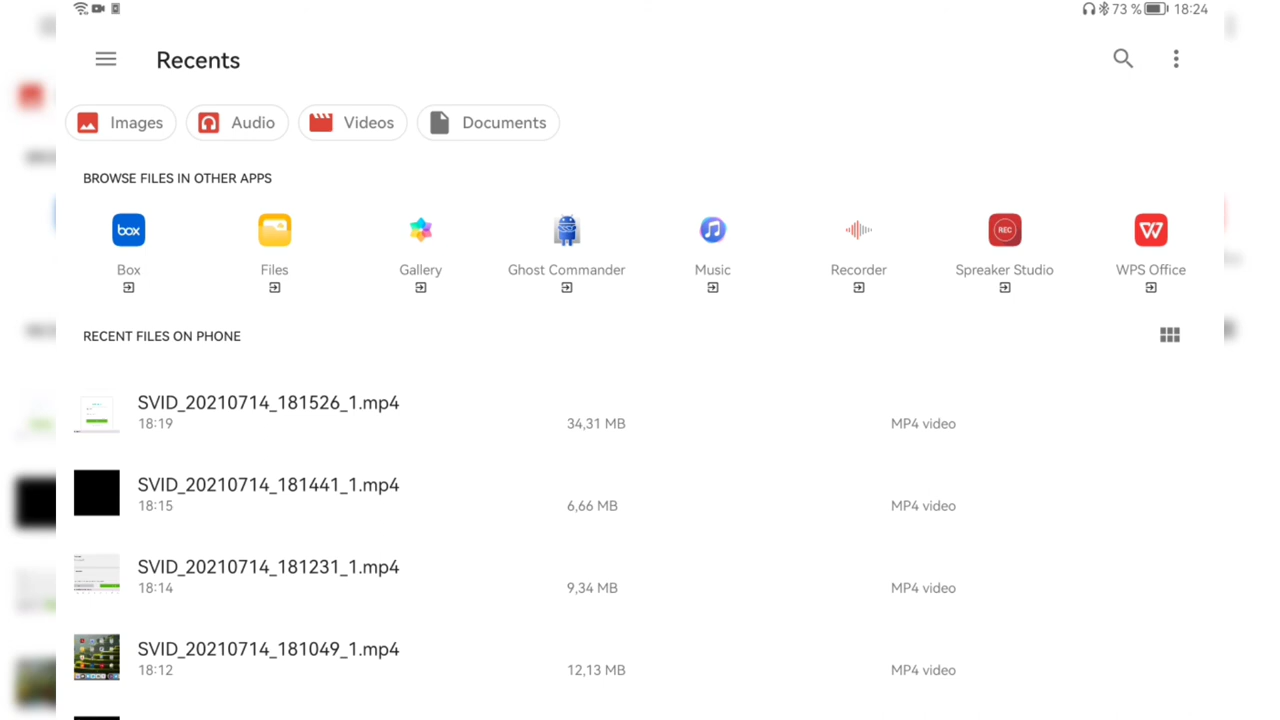 73 % 18:24
Recents
Images Audio Videos Documents
BROWSE FILES IN OTHER APPS
box REC W
Box Files Gallery Ghost Commander Music Recorder Spreaker Studio WPS Office
RECENT FILES ON PHONE
SVID_20210714_181526_1.mp4
18:19 34,31 MB MP4 video
SVID_20210714_181441_1.mp4
18:15 6,66 MB MP4 video
SVID_20210714_181231_1.mp4
18:14 9,34 MB MP4 video
SVID_20210714_181049_1.mp4
18:12 12,13 MB MP4 video